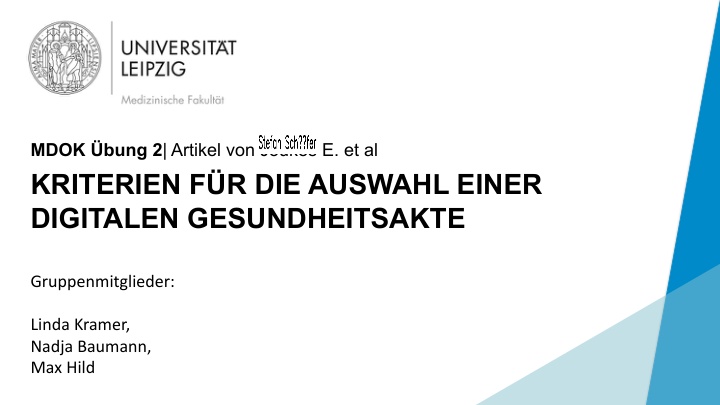 UNIVERSITÄT
LEIPZIG
Medizinische Fakultät
MDOK Übung 2| Artikel von Stefan Sch??fer E. et al
KRITERIEN FÜR DIE AUSWAHL EINER
DIGITALEN GESUNDHEITSAKTE
Gruppenmitglieder:
Linda Kramer,
Nadja Baumann,
Max Hild